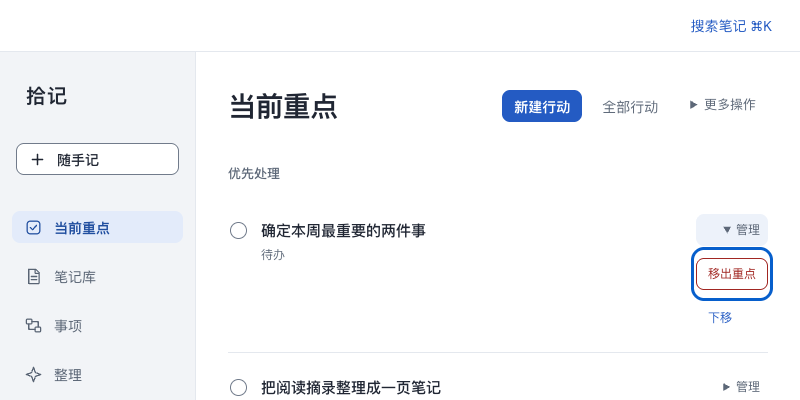 搜索笔记 ⌘K
拾记
随手记
当前重点
笔记库
事项
整理
当前重点
新建行动
全部行动
更多操作
优先处理
确定本周最重要的两件事
待办
管理
移出重点
下移
把阅读摘录整理成一页笔记
管理